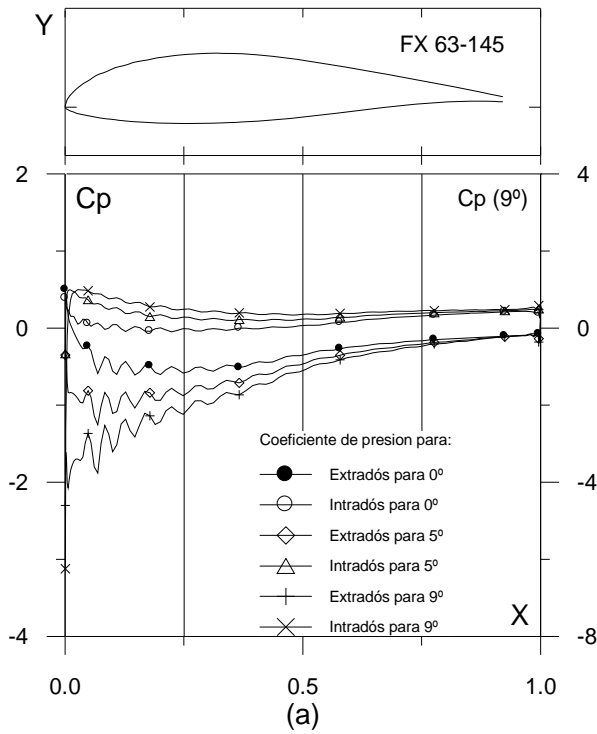 Y
FX 63-145
2
4
Cp
Cp (9º)
0
0
Coeficiente de presion para:
Extradós para 0º
Intradós para 0º
-2
-4
Extradós para 5º
Intradós para 5º
Extradós para 9º
Intradós para 9º
X
-4
-8
0.0
0.5
1.0
(a)